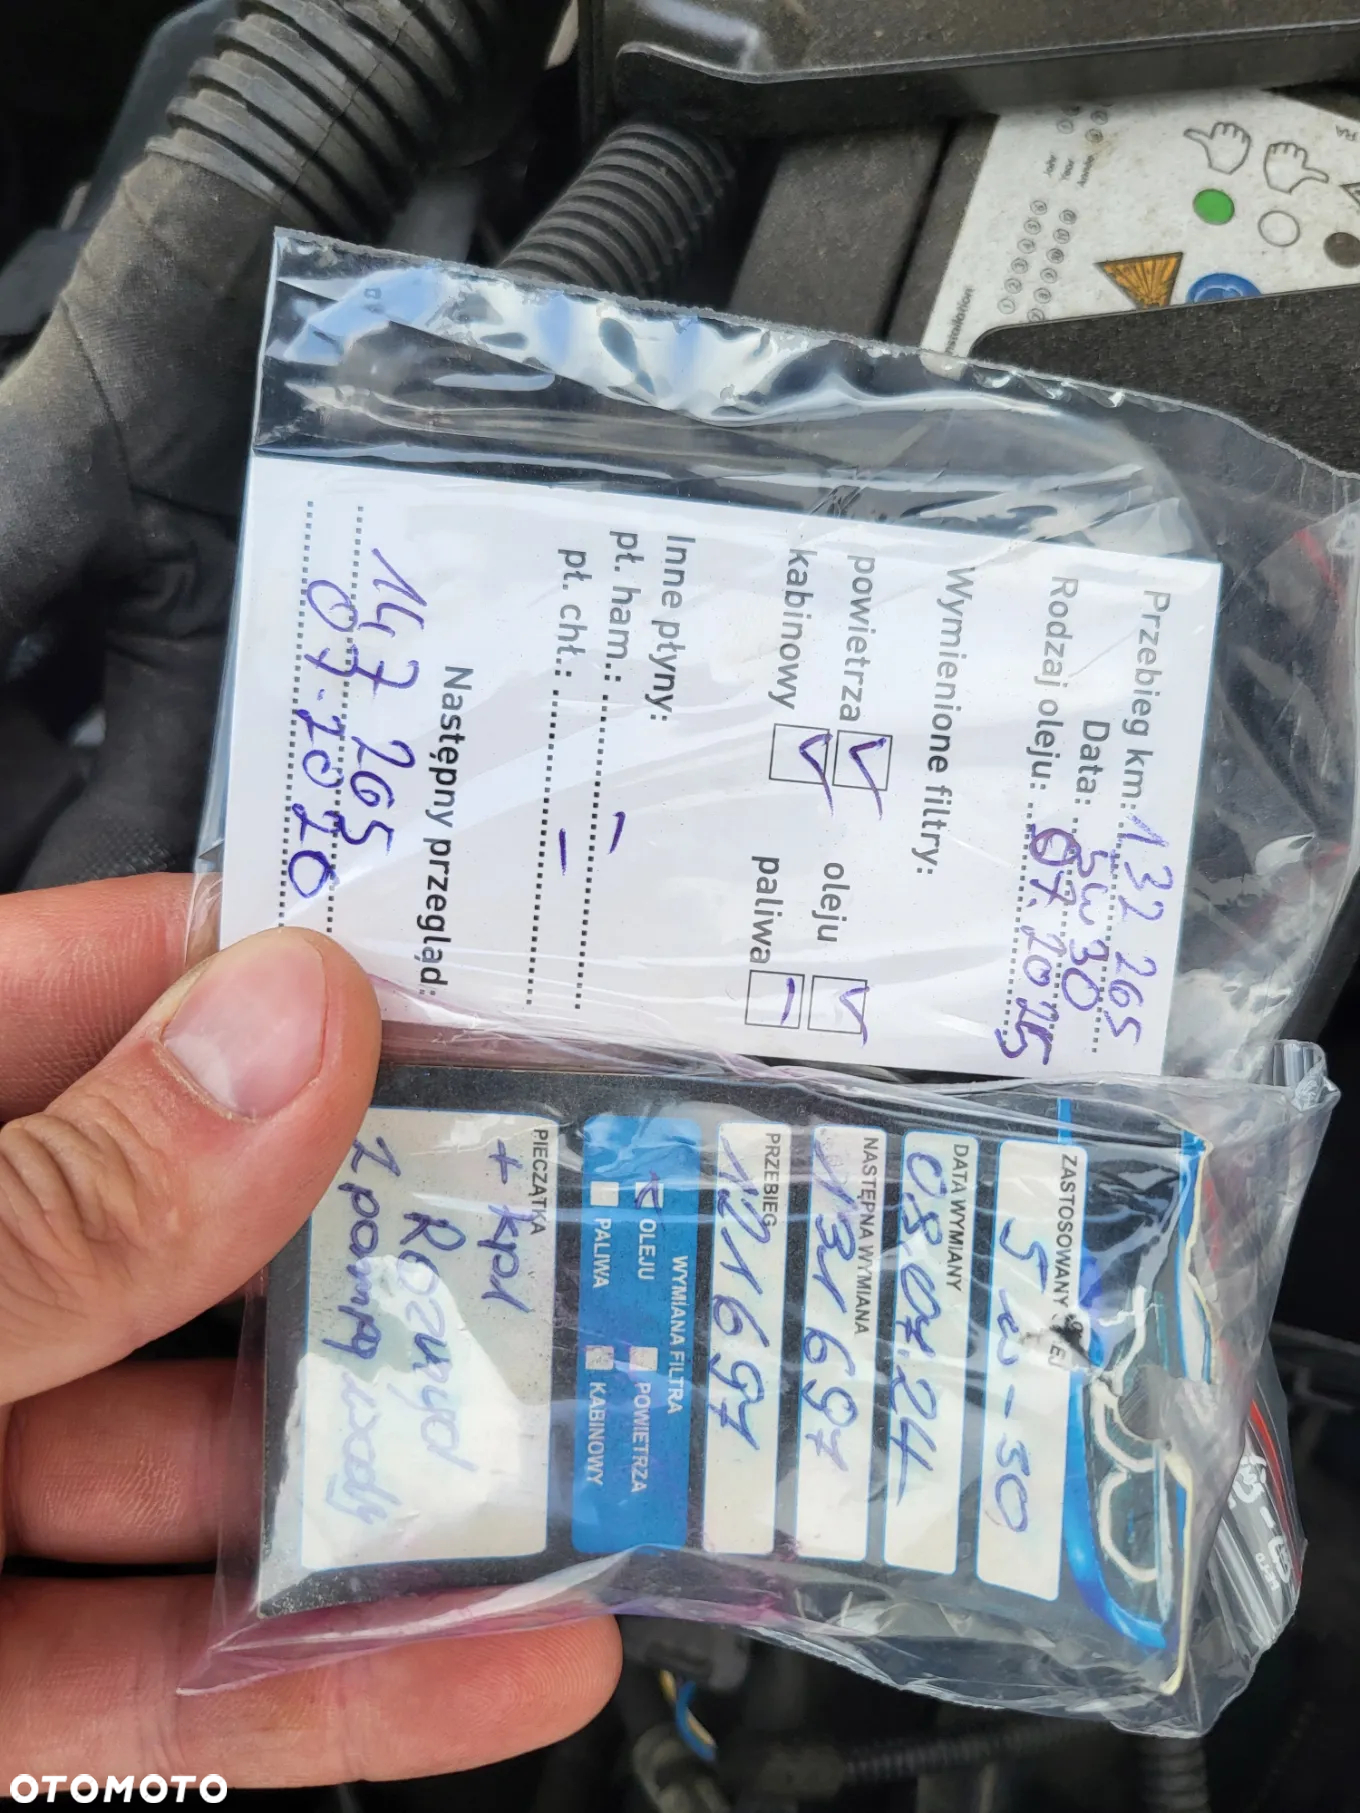 Przebieg km: 132 265
Data: 5w30
Rodzaj oleju: 07.2025
Wymienione filtry:
powietrza ✓ oleju ✓
kabinowy ✓ paliwa –
Inne płyny:
pł. ham.: –
pł. chł.: –
Następny przegląd:
147 265
07.2020
ZASTOSOWANY
5w-30
DATA WYMIANY
08.07.24
NASTĘPNA WYMIANA
131697
PRZEBIEG
121697
WYMIANA FILTRA
OLEJU POWIETRZA
PALIWA KABINOWY
PIECZĄTKA
+ kpl
Rozrząd
z pompą wody
OTOMOTO